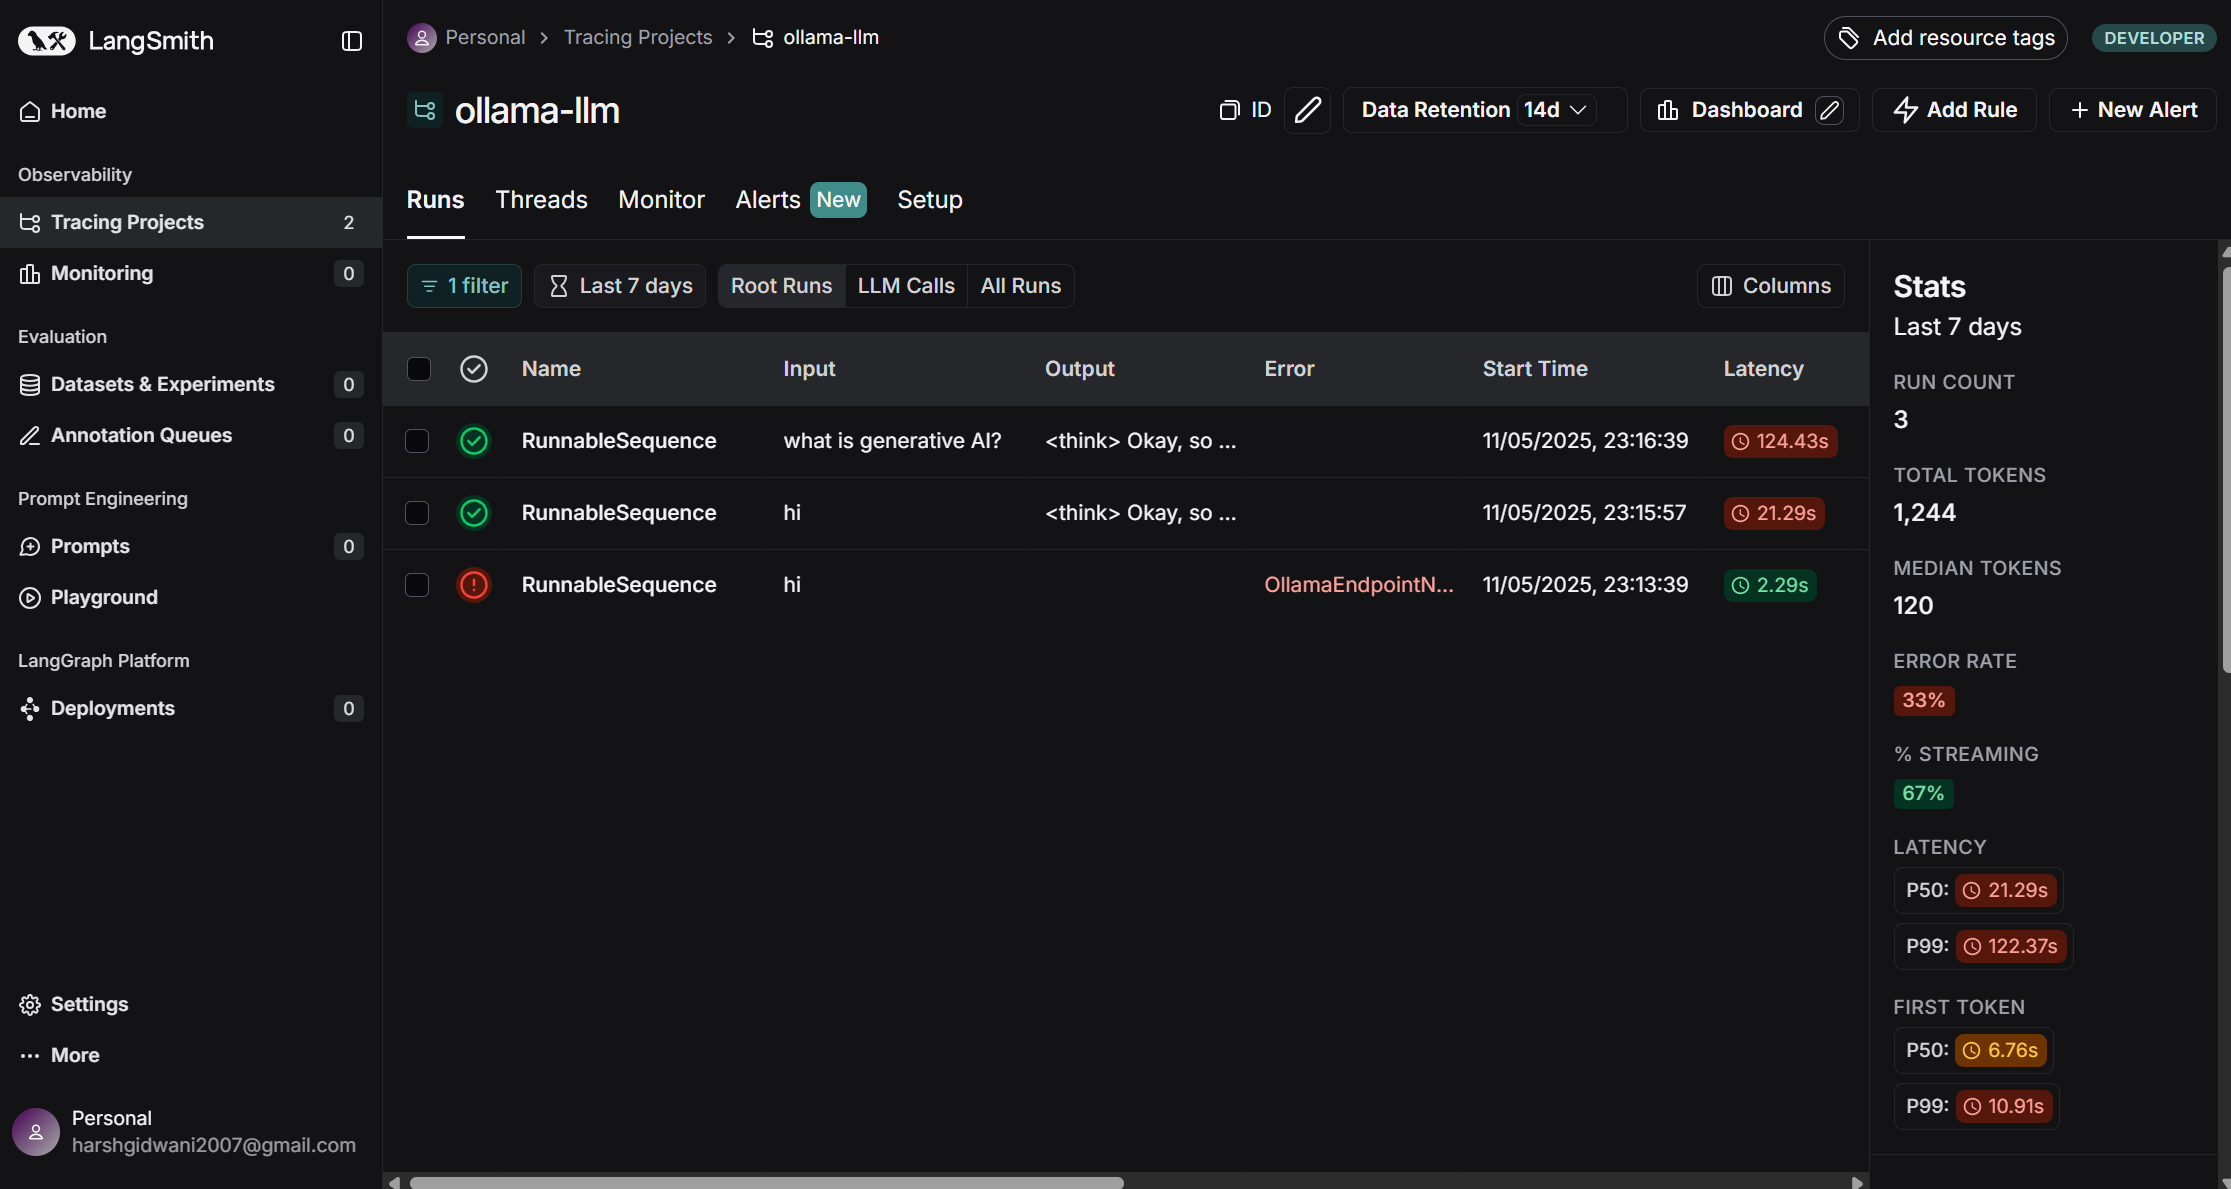 LangSmith
Home
Observability
Tracing Projects 2
Monitoring 0
Evaluation
Datasets & Experiments 0
Annotation Queues 0
Prompt Engineering
Prompts 0
Playground
LangGraph Platform
Deployments 0
Settings
More
Personal
harshgidwani2007@gmail.com
Personal > Tracing Projects > ollama-llm
Add resource tags
DEVELOPER
ollama-llm
ID
Data Retention 14d
Dashboard
Add Rule
+ New Alert
Runs Threads Monitor Alerts New Setup
1 filter Last 7 days Root Runs LLM Calls All Runs Columns
Name Input Output Error Start Time Latency
RunnableSequence what is generative AI? <think> Okay, so ... 11/05/2025, 23:16:39 124.43s
RunnableSequence hi <think> Okay, so ... 11/05/2025, 23:15:57 21.29s
RunnableSequence hi OllamaEndpointN... 11/05/2025, 23:13:39 2.29s
Stats
Last 7 days
RUN COUNT
3
TOTAL TOKENS
1,244
MEDIAN TOKENS
120
ERROR RATE
33%
% STREAMING
67%
LATENCY
P50: 21.29s
P99: 122.37s
FIRST TOKEN
P50: 6.76s
P99: 10.91s